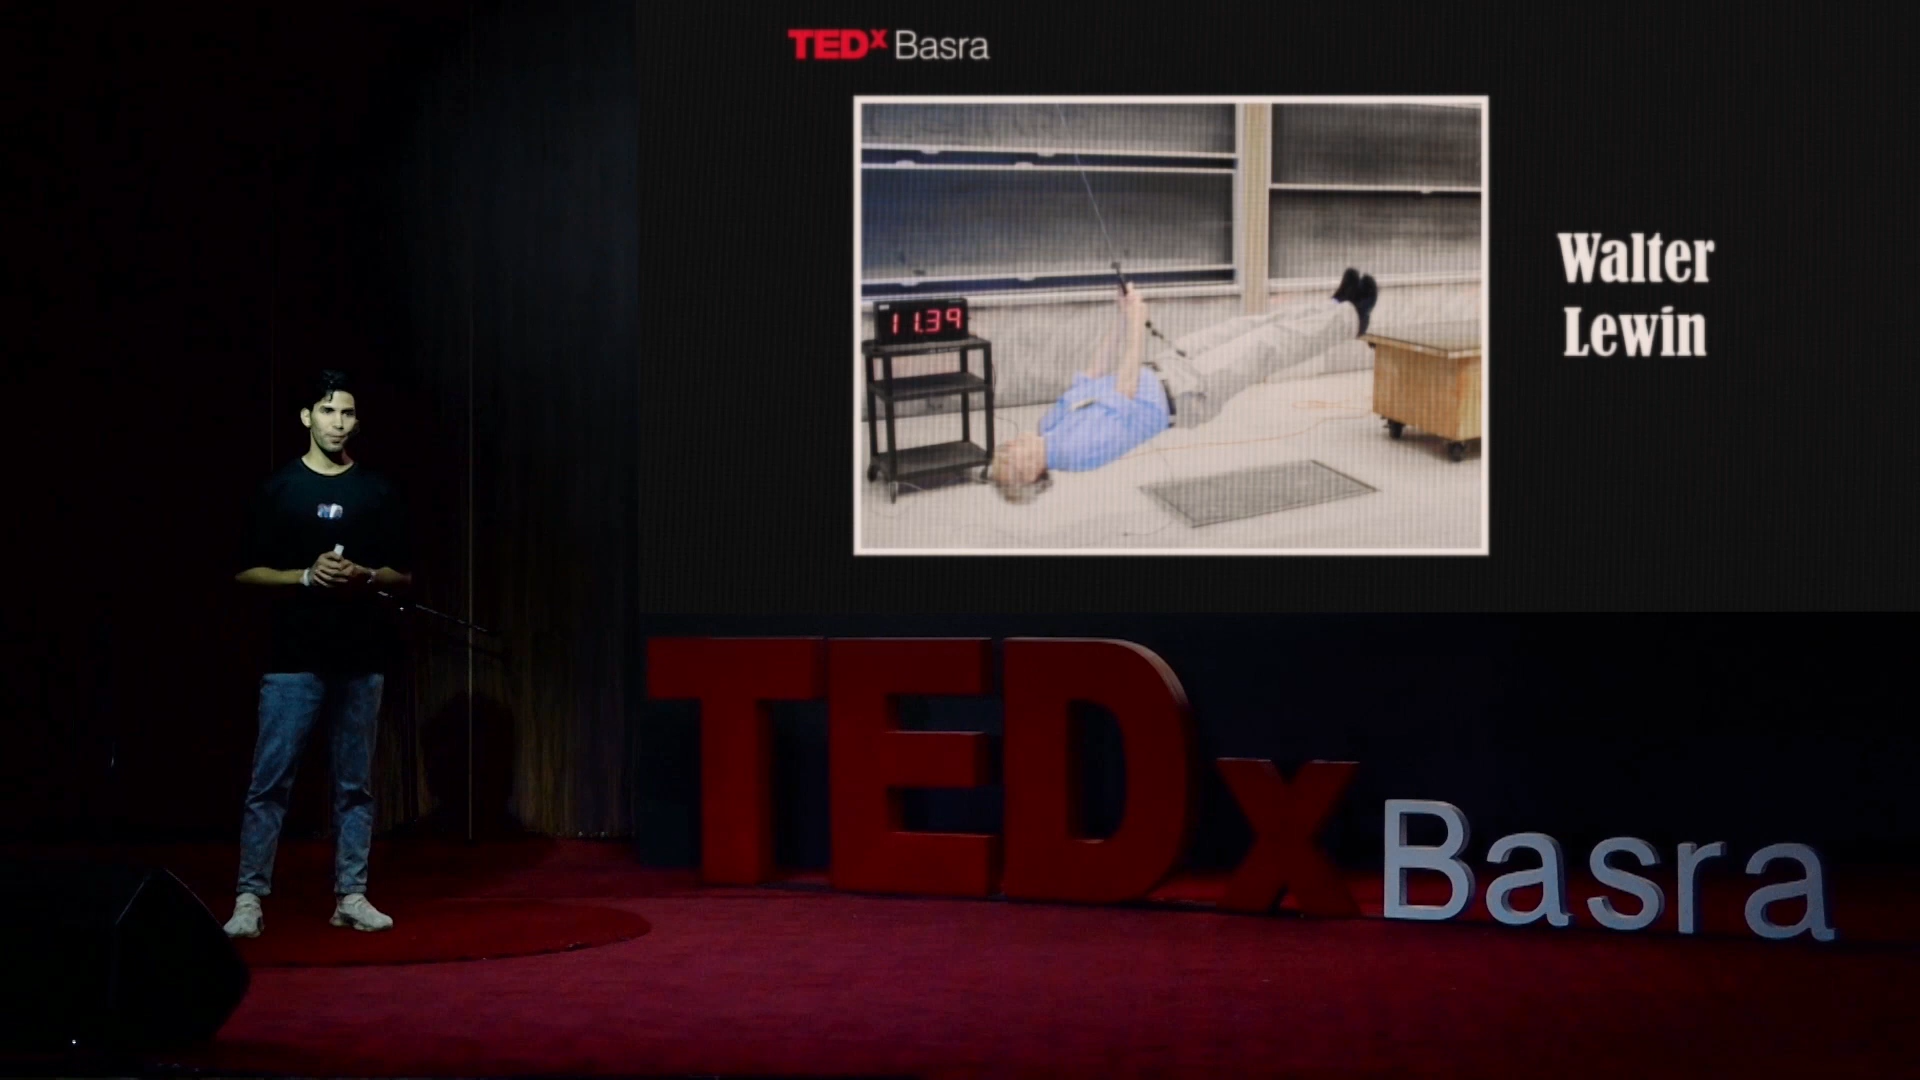 TEDx Basra
11.39
Walter
Lewin
TEDx Basra